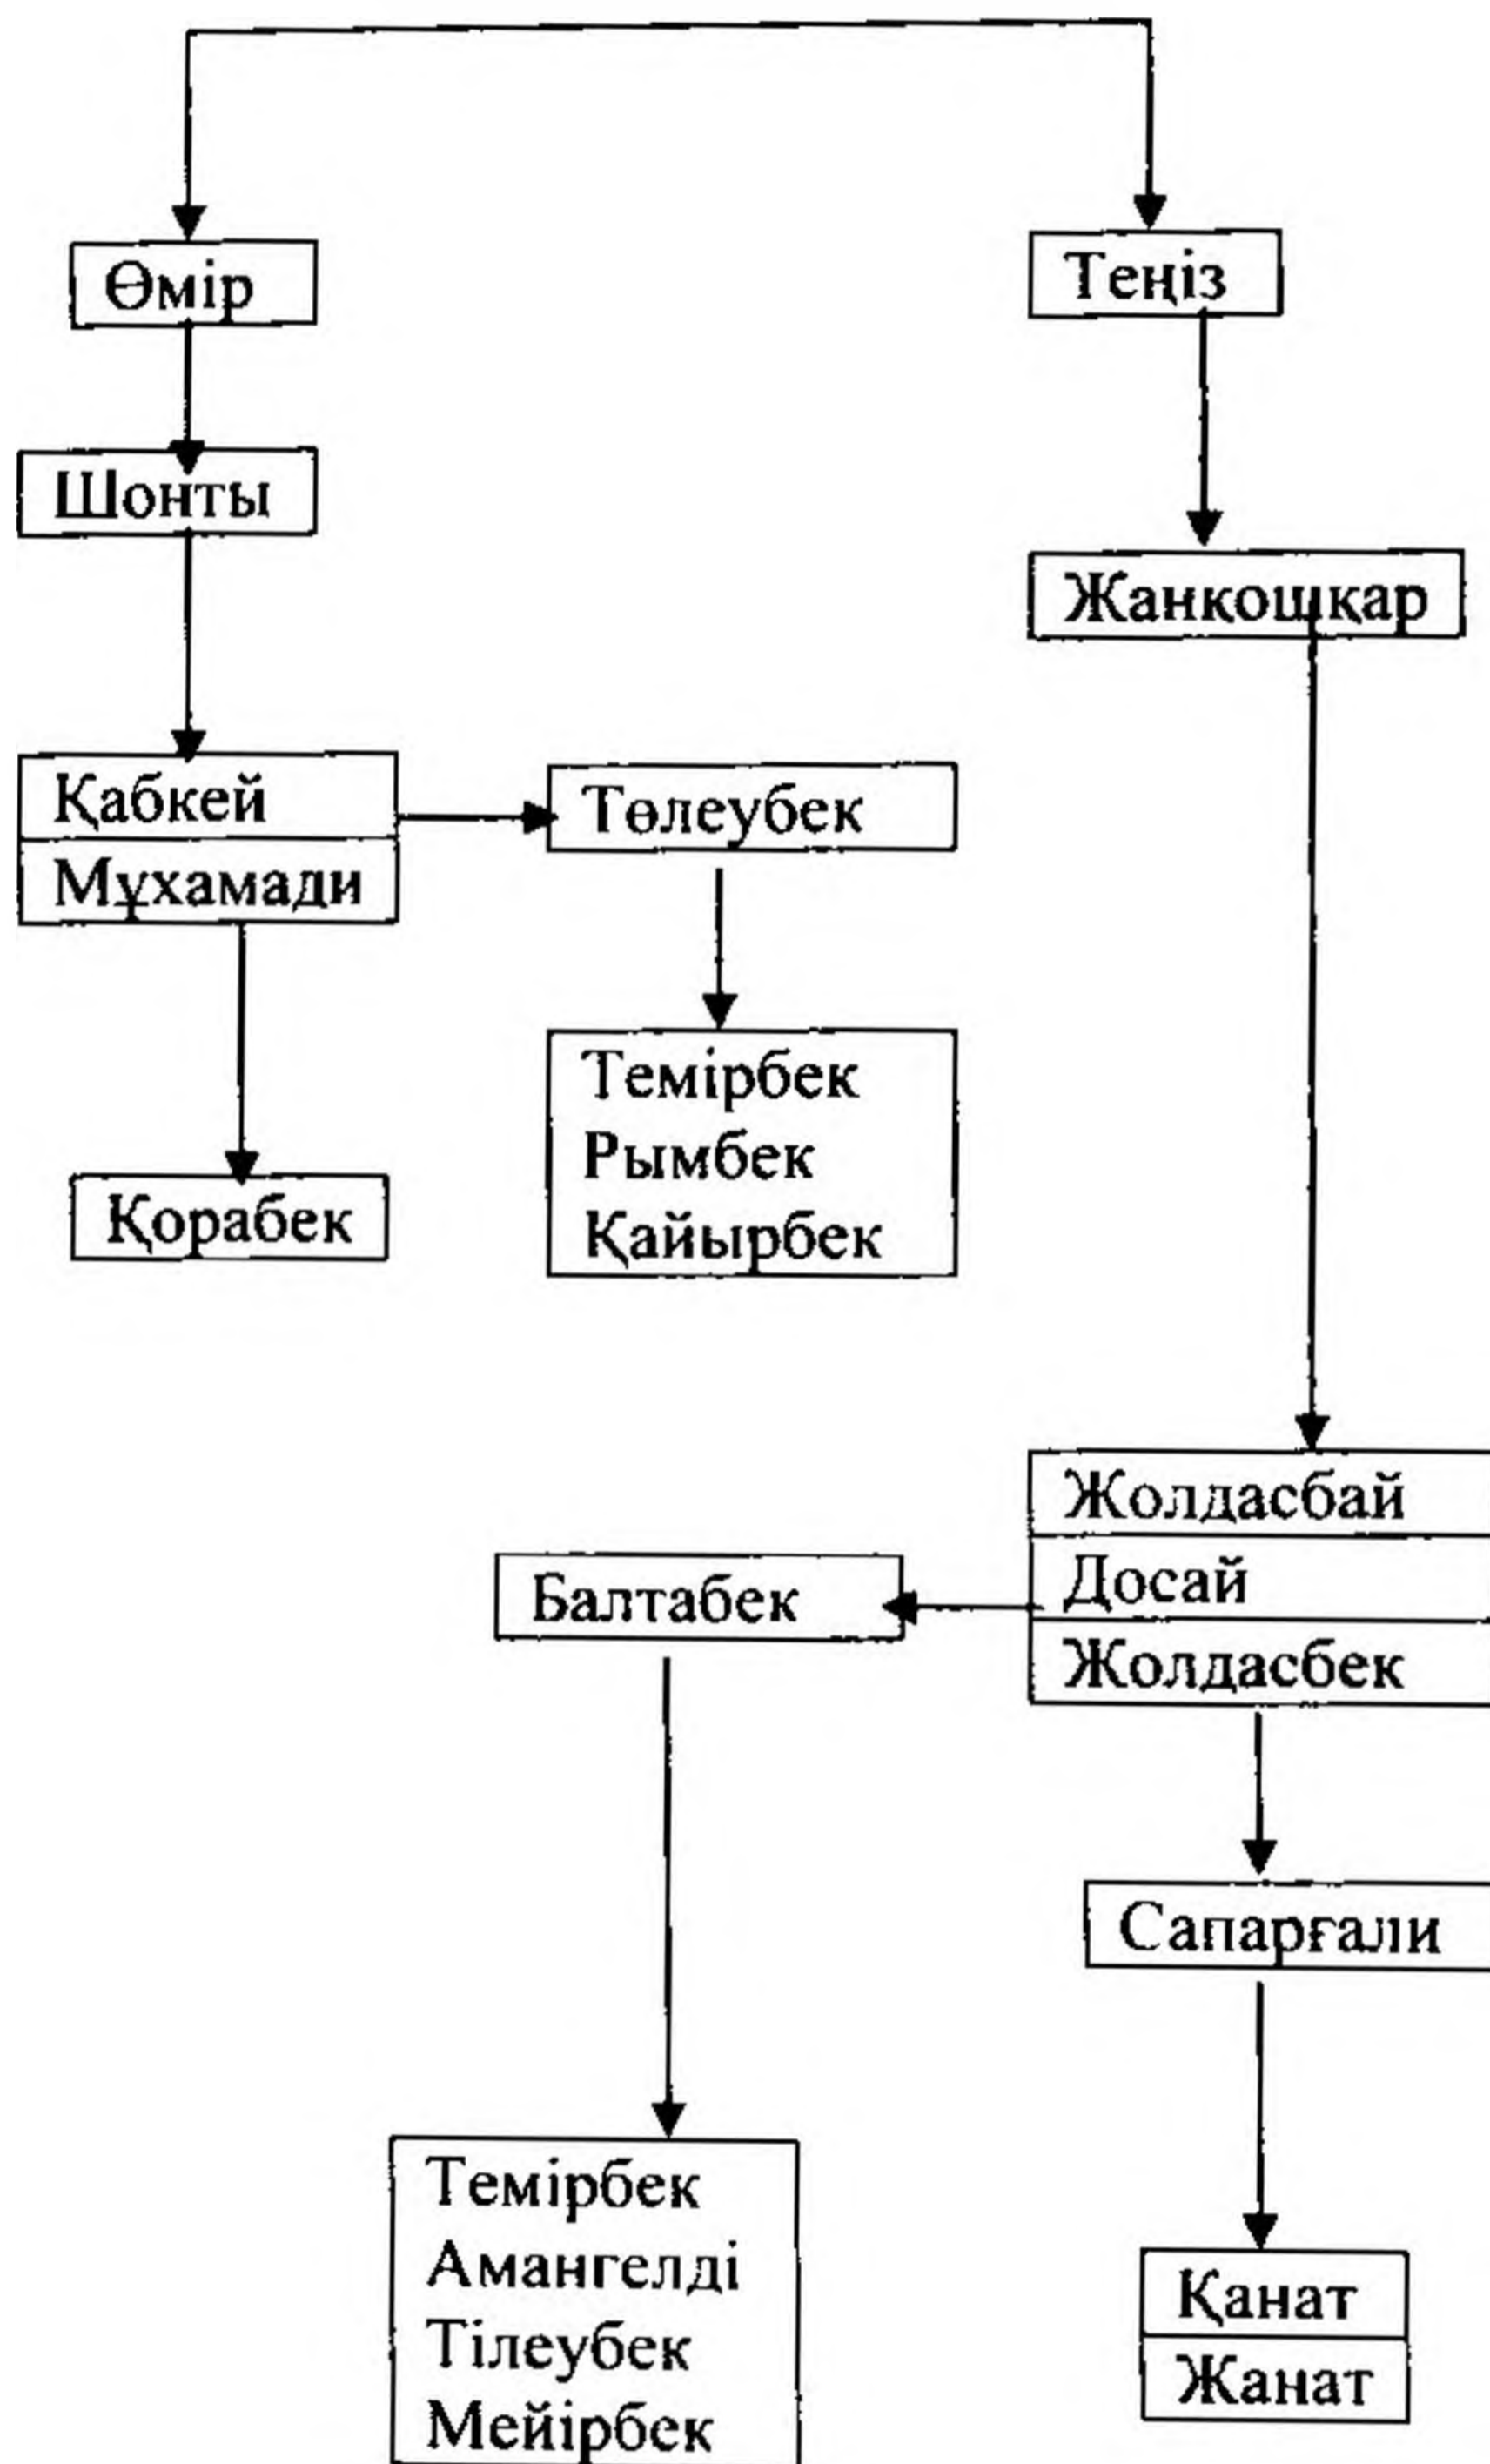 Өмір
Теңіз
Шонты
Жанқошқар
Қабкей
Мұхамади
Төлеубек
Темірбек
Рымбек
Қайырбек
Қорабек
Жолдасбай
Досай
Жолдасбек
Балтабек
Сапарғали
Темірбек
Амангелді
Тілеубек
Мейірбек
Қанат
Жанат